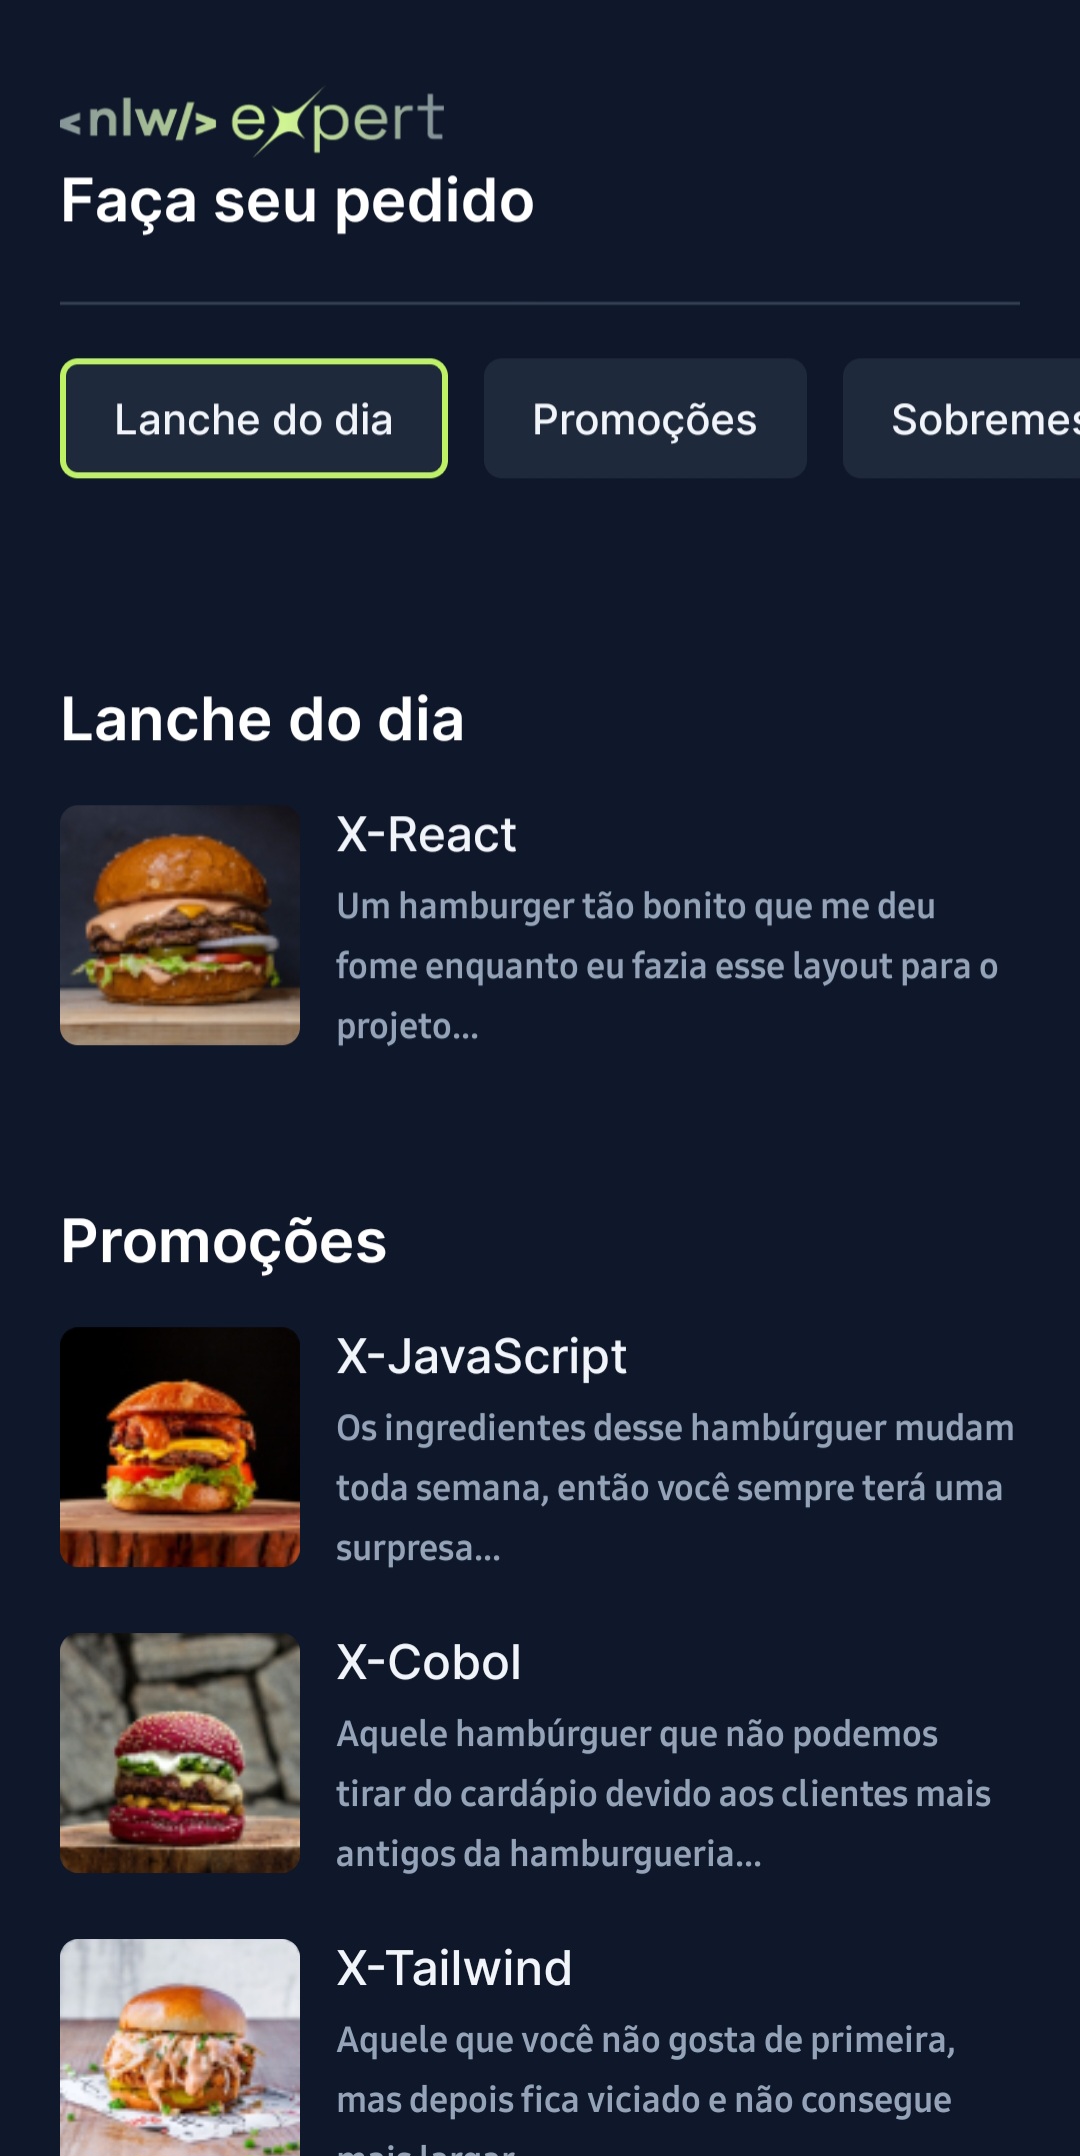 <nlw/> expert
Faça seu pedido
Lanche do dia
Promoções
Sobremes
Lanche do dia
X-React
Um hamburger tão bonito que me deu
fome enquanto eu fazia esse layout para o
projeto...
Promoções
X-JavaScript
Os ingredientes desse hambúrguer mudam
toda semana, então você sempre terá uma
surpresa...
X-Cobol
Aquele hambúrguer que não podemos
tirar do cardápio devido aos clientes mais
antigos da hamburgueria...
X-Tailwind
Aquele que você não gosta de primeira,
mas depois fica viciado e não consegue
mais largar